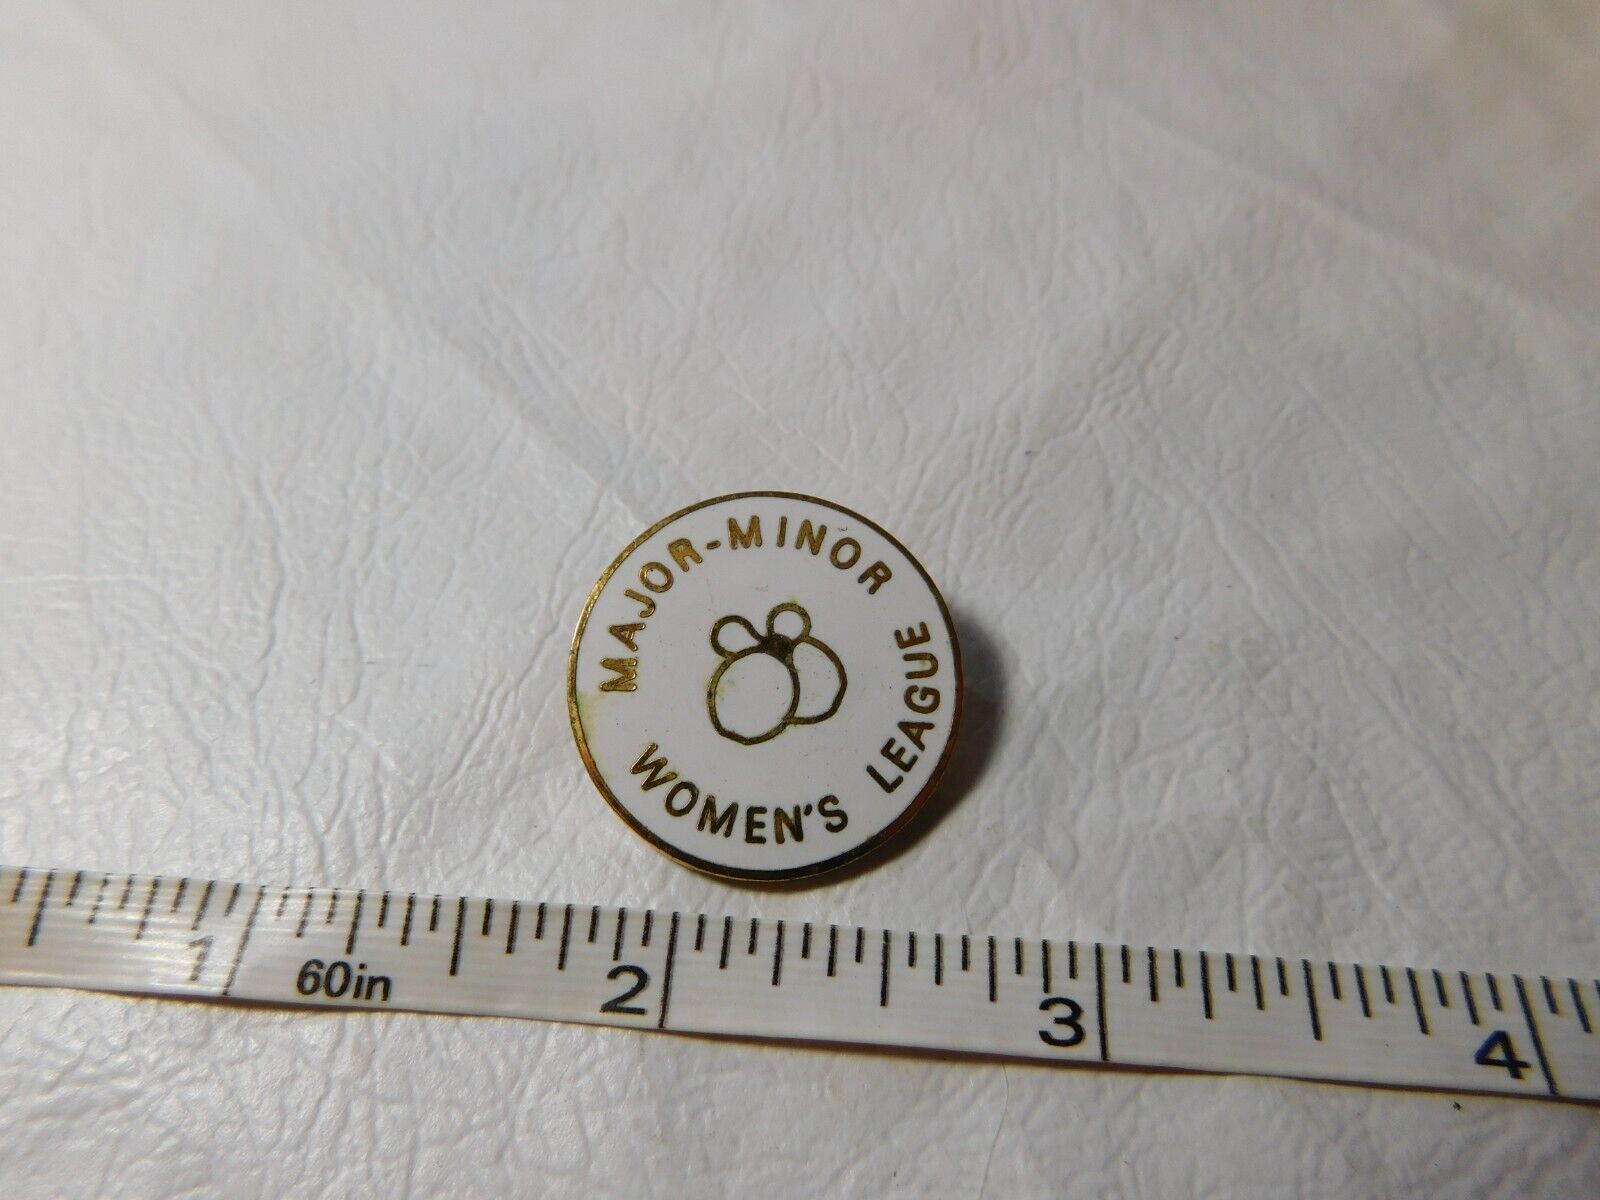 MAJOR-MINOR
WOMEN'S LEAGUE
1 60in 2 3 4